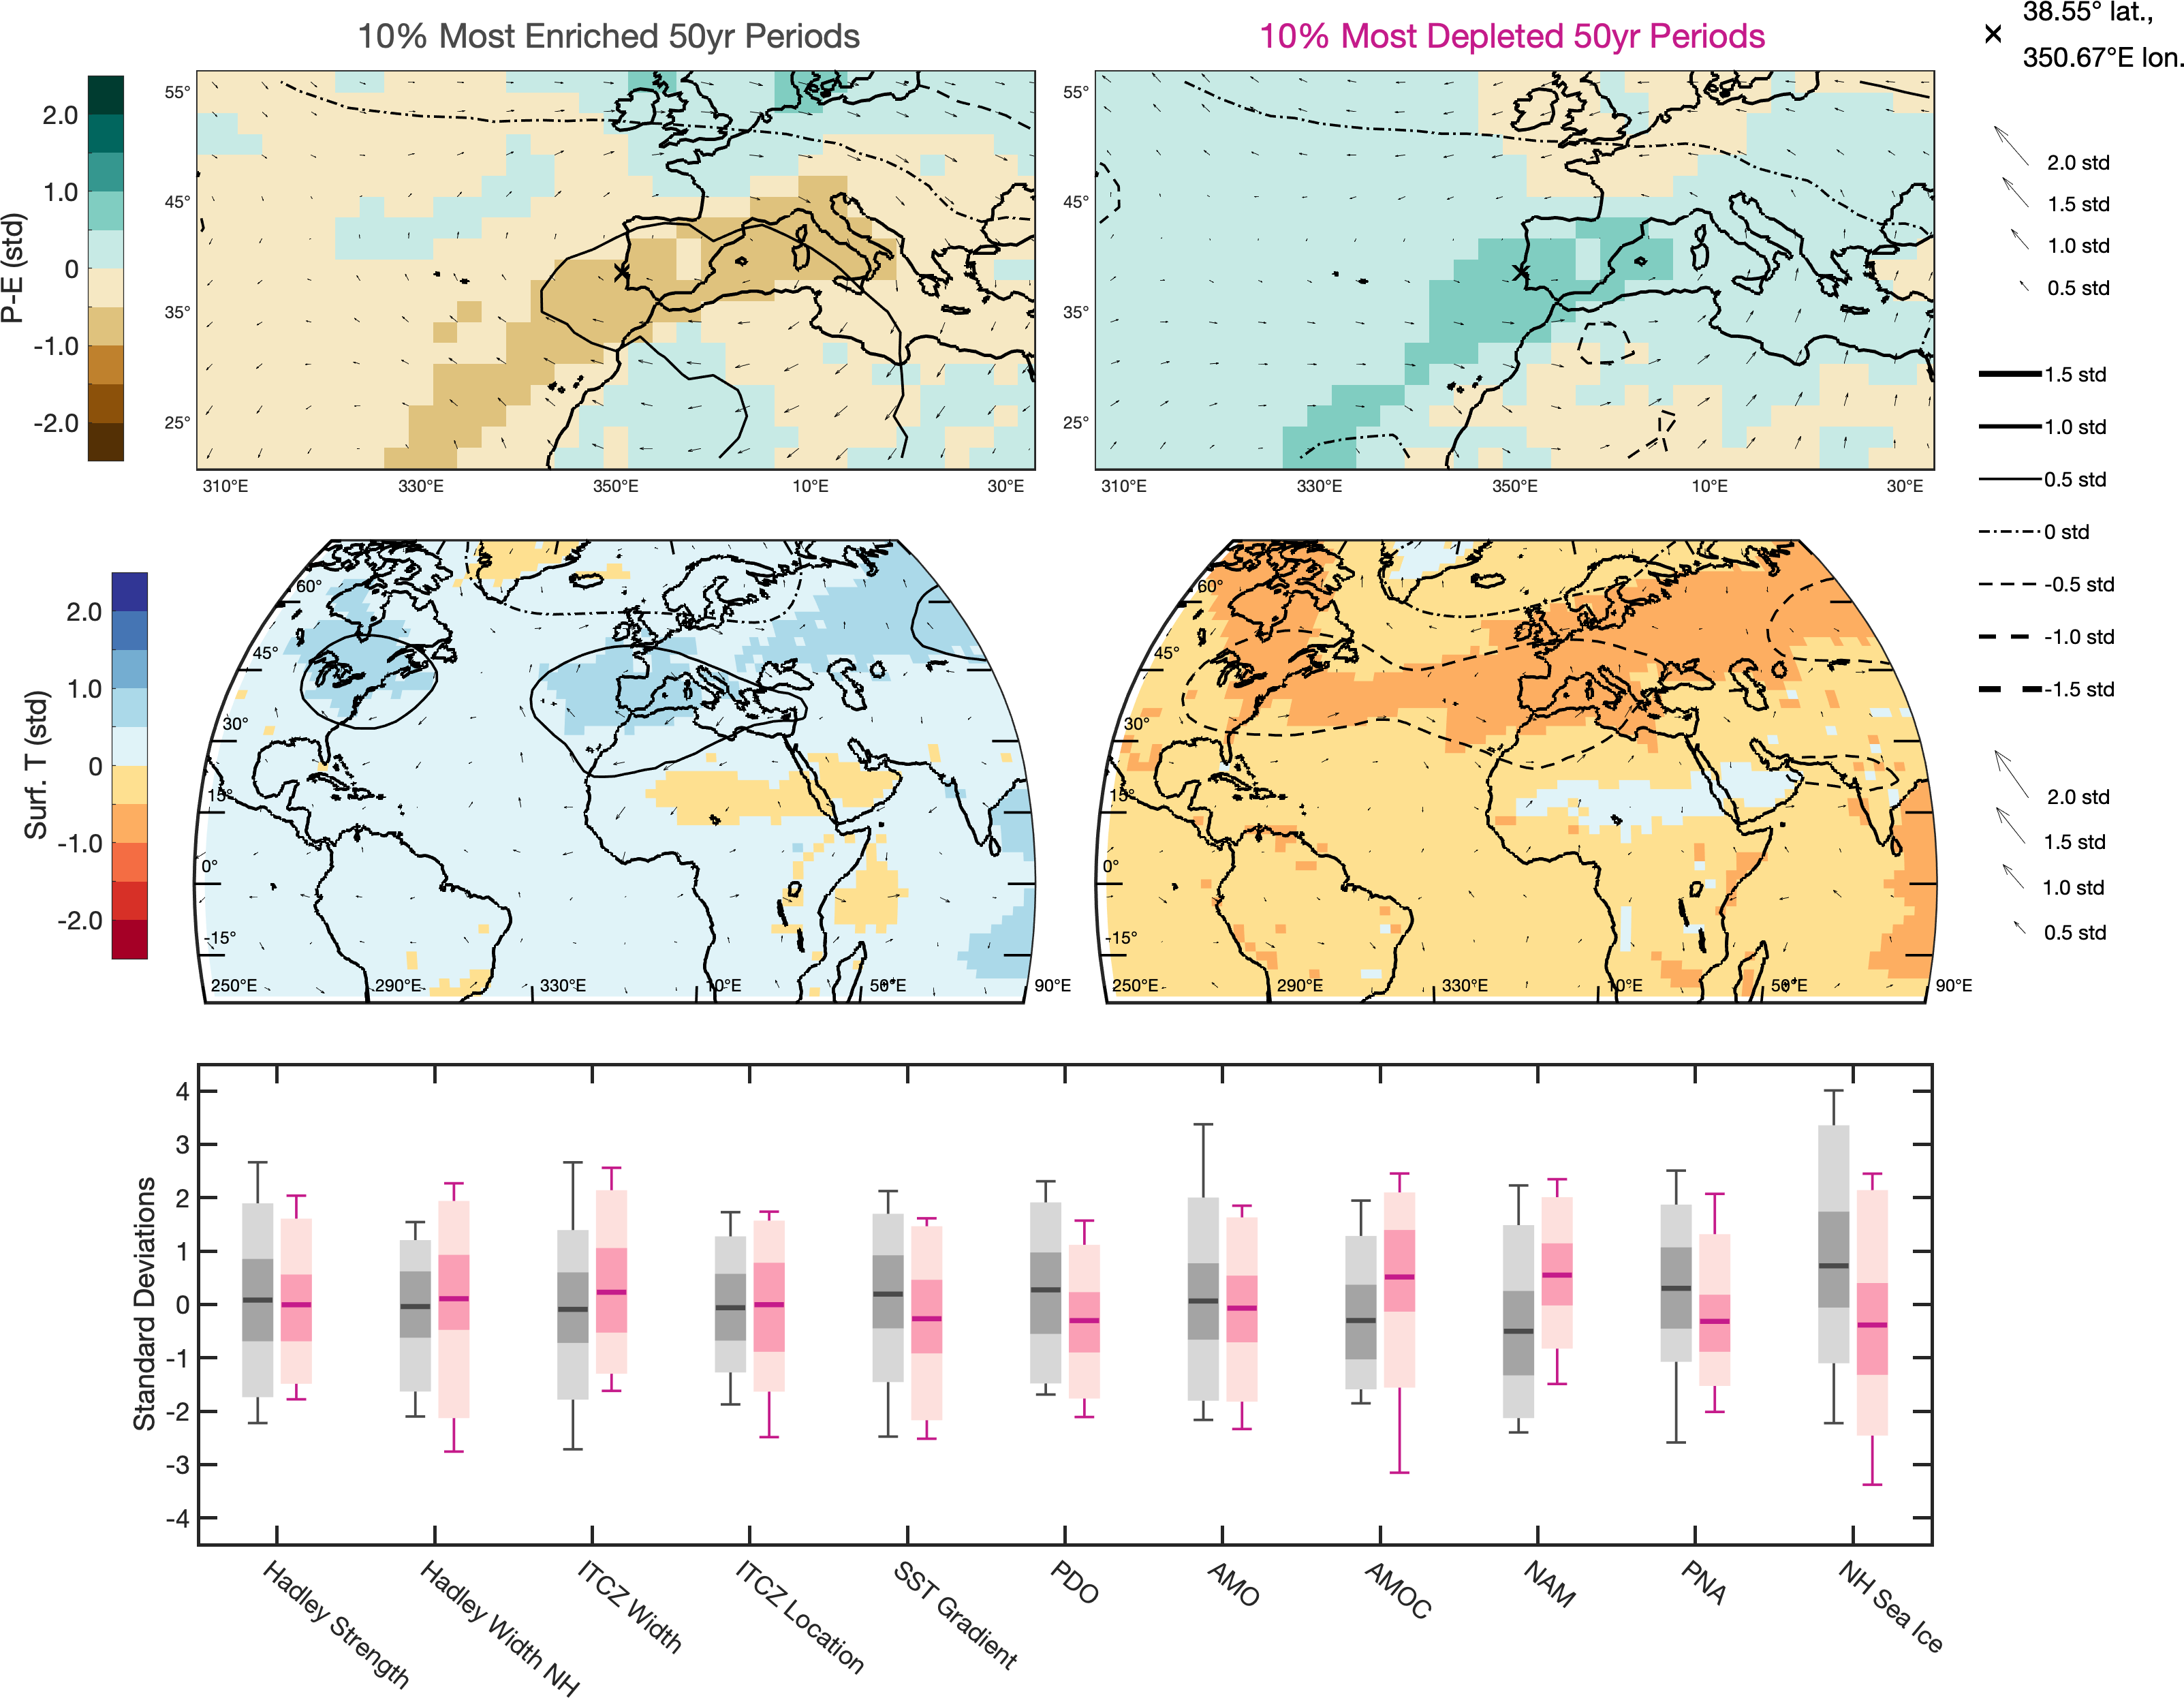 10% Most Enriched 50yr Periods
10% Most Depleted 50yr Periods
38.55° lat.,
350.67°E lon.
P-E (std)
2.0
1.0
0
-1.0
-2.0
55°
45°
35°
25°
310°E
330°E
350°E
10°E
30°E
55°
45°
35°
25°
310°E
330°E
350°E
10°E
30°E
2.0 std
1.5 std
1.0 std
0.5 std
1.5 std
1.0 std
0.5 std
0 std
-0.5 std
-1.0 std
-1.5 std
Surf. T (std)
2.0
1.0
0
-1.0
-2.0
60°
45°
30°
15°
0°
-15°
250°E
290°E
330°E
10°E
50°E
90°E
60°
45°
30°
15°
0°
-15°
250°E
290°E
330°E
10°E
50°E
90°E
2.0 std
1.5 std
1.0 std
0.5 std
Standard Deviations
4
3
2
1
0
-1
-2
-3
-4
Hadley Strength
Hadley Width NH
ITCZ Width
ITCZ Location
SST Gradient
PDO
AMO
AMOC
NAM
PNA
NH Sea Ice